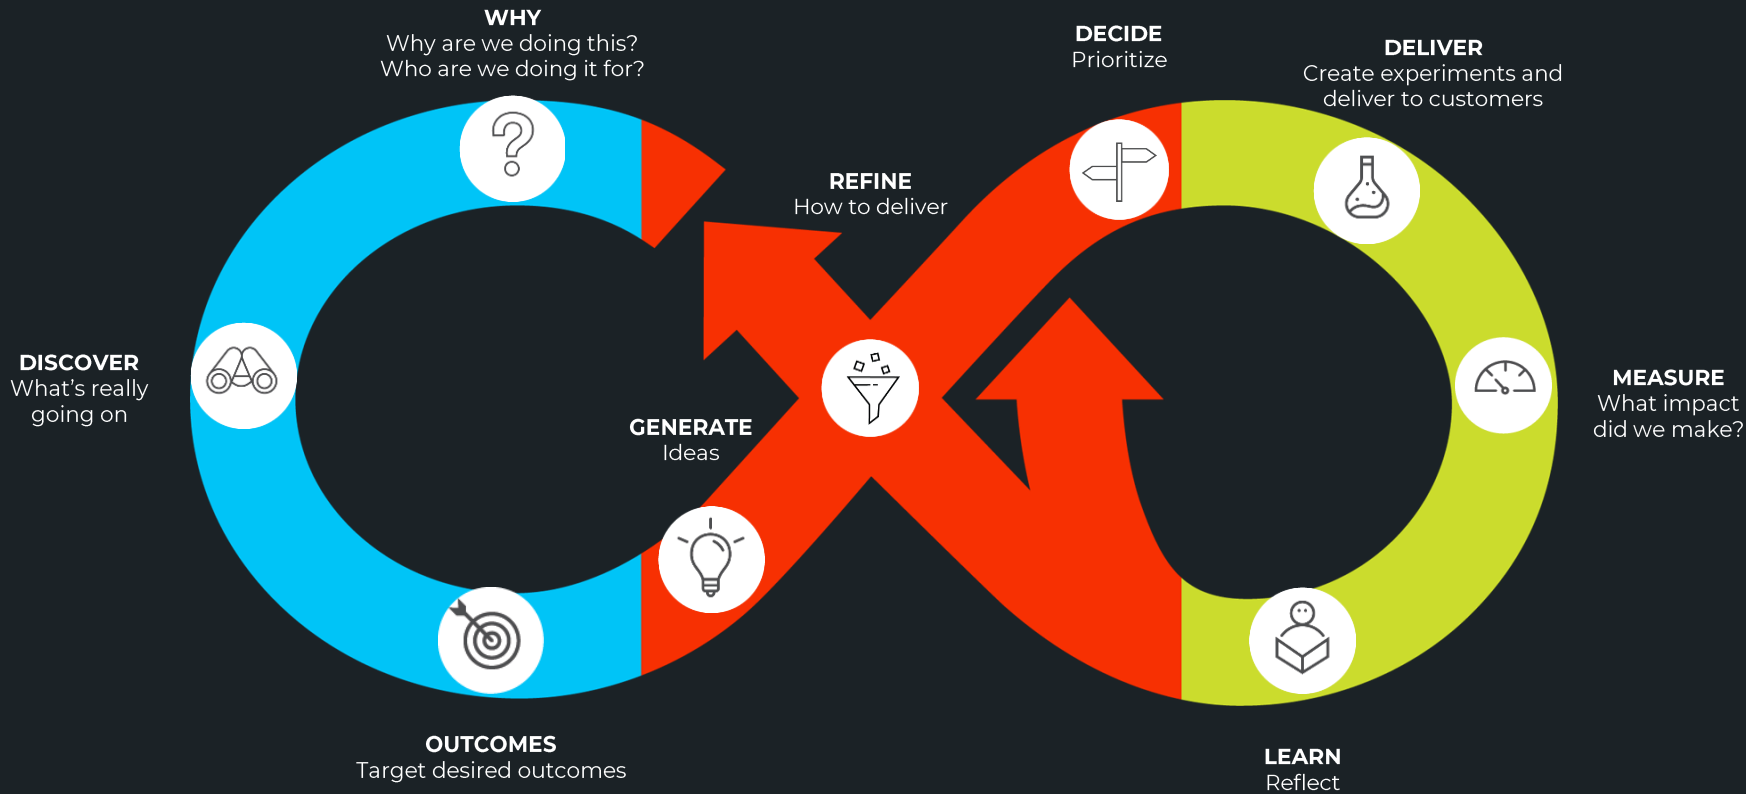 WHY
Why are we doing this?
Who are we doing it for?
DECIDE
Prioritize
DELIVER
Create experiments and
deliver to customers
REFINE
How to deliver
DISCOVER
What's really
going on
GENERATE
Ideas
MEASURE
What impact
did we make?
OUTCOMES
Target desired outcomes
LEARN
Reflect